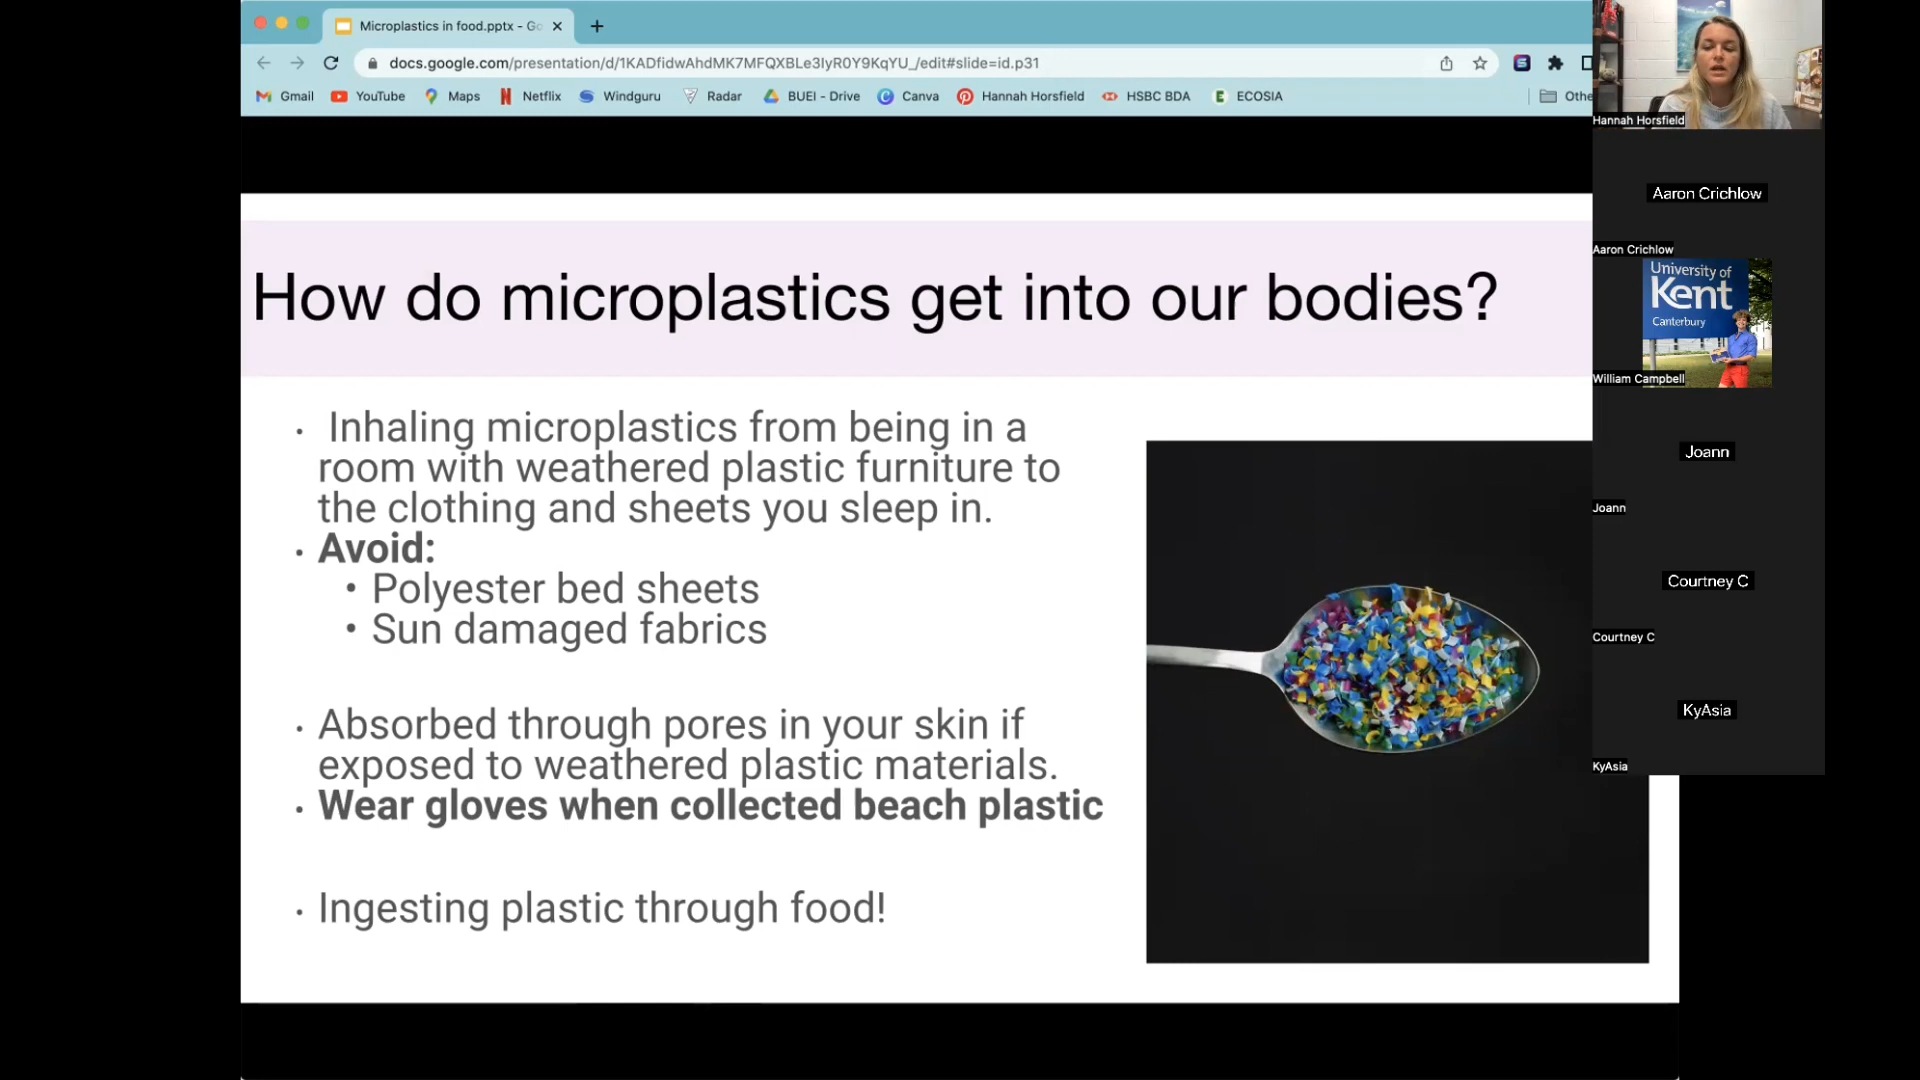 Microplastics in food.pptx - Go
docs.google.com/presentation/d/1KADfidwAhdMK7MFQXBLe3IyR0Y9KqYU_/edit#slide=id.p31
Gmail YouTube Maps Netflix Windguru Radar BUEI - Drive Canva Hannah Horsfield HSBC BDA ECOSIA Othe
How do microplastics get into our bodies?
• Inhaling microplastics from being in a
room with weathered plastic furniture to
the clothing and sheets you sleep in.
• Avoid:
• Polyester bed sheets
• Sun damaged fabrics
• Absorbed through pores in your skin if
exposed to weathered plastic materials.
• Wear gloves when collected beach plastic
• Ingesting plastic through food!
Hannah Horsfield
Aaron Crichlow
Aaron Crichlow
University of
Kent
Canterbury
William Campbell
Joann
Joann
Courtney C
Courtney C
KyAsia
KyAsia